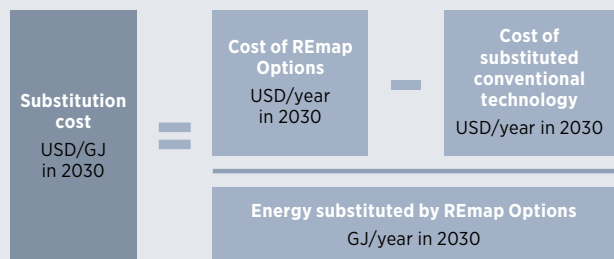 Substitution
cost
USD/GJ
in 2030
Cost of REmap
Options
USD/year
in 2030
Cost of
substituted
conventional
technology
USD/year in 2030
Energy substituted by REmap Options
GJ/year in 2030